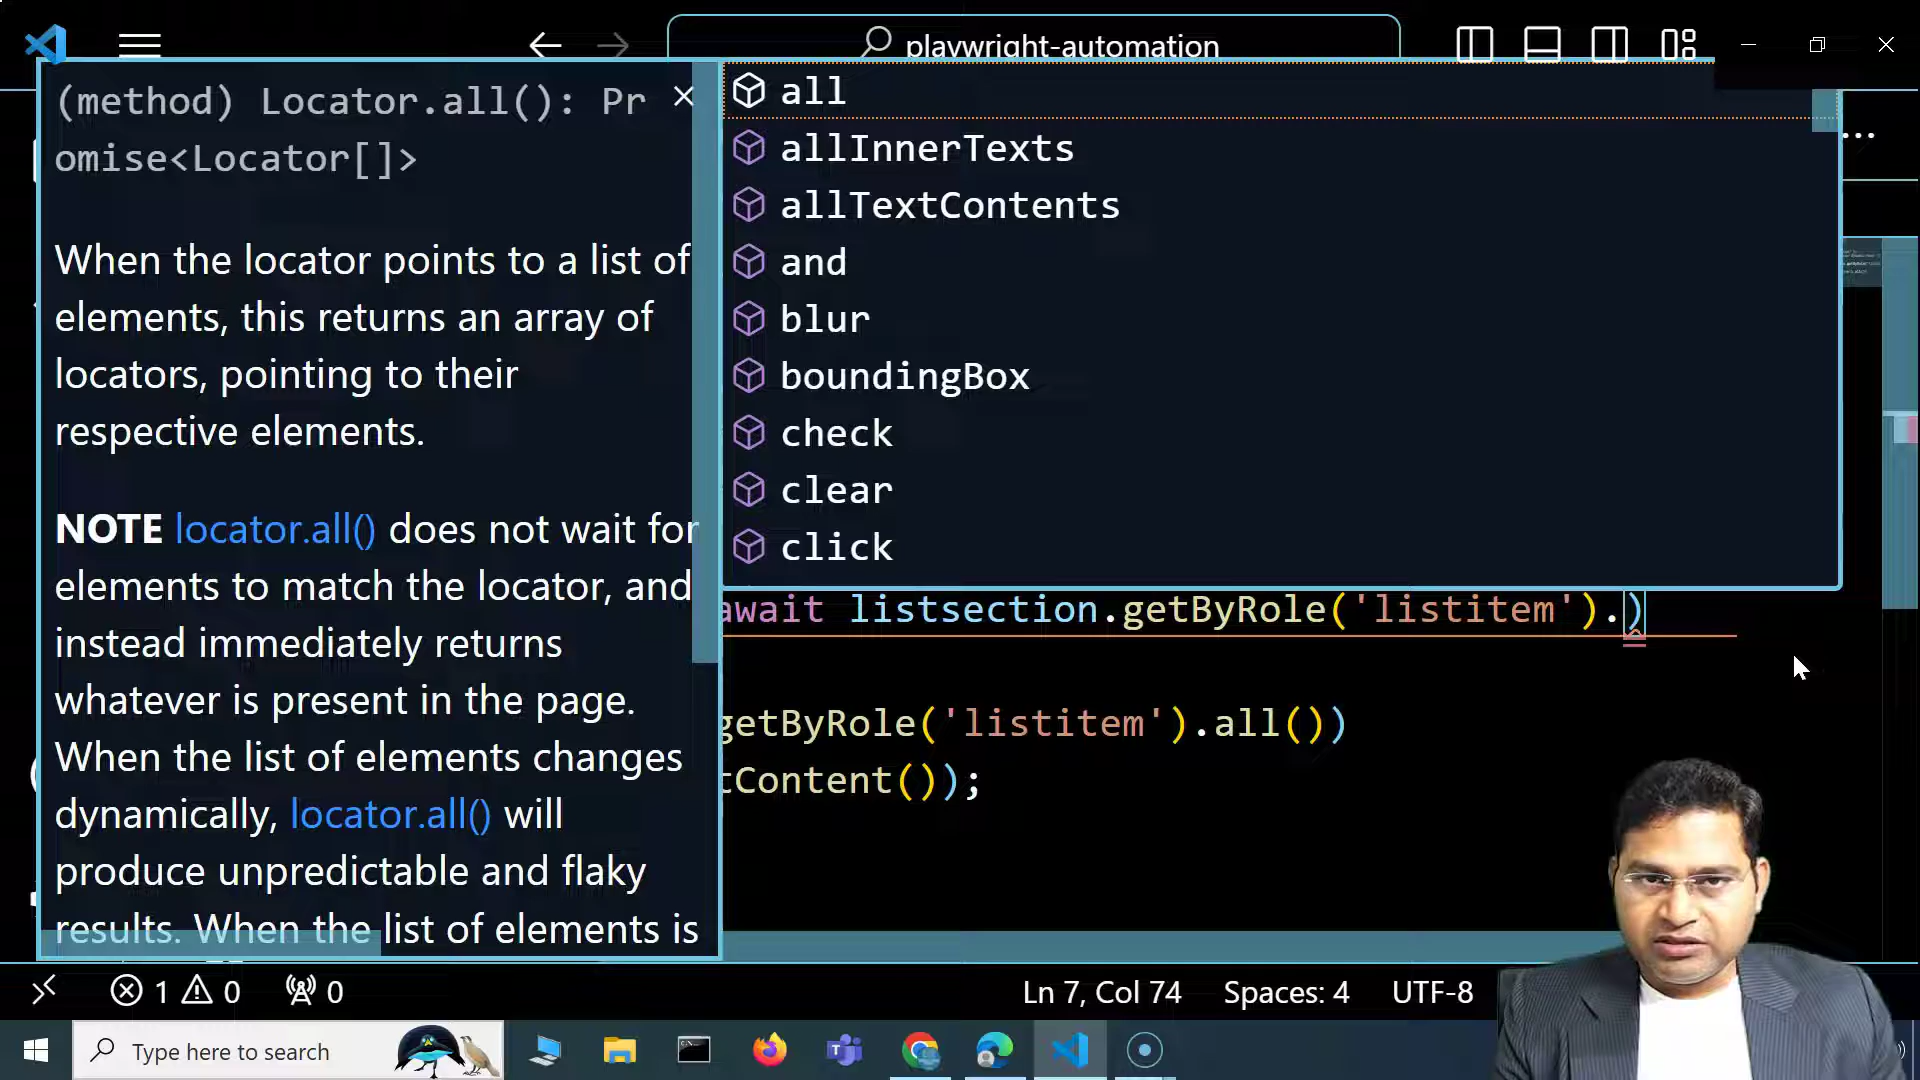 playwright-automation
(method) Locator.all(): Pr
omise<Locator[]>
When the locator points to a list of
elements, this returns an array of
locators, pointing to their
respective elements.
NOTE locator.all() does not wait for
elements to match the locator, and
instead immediately returns
whatever is present in the page.
When the list of elements changes
dynamically, locator.all() will
produce unpredictable and flaky
results. When the list of elements is
all
allInnerTexts
allTextContents
and
blur
boundingBox
check
clear
click
await listsection.getByRole('listitem').)
getByRole('listitem').all())
tContent());
1 0 0
Ln 7, Col 74 Spaces: 4 UTF-8
Type here to search